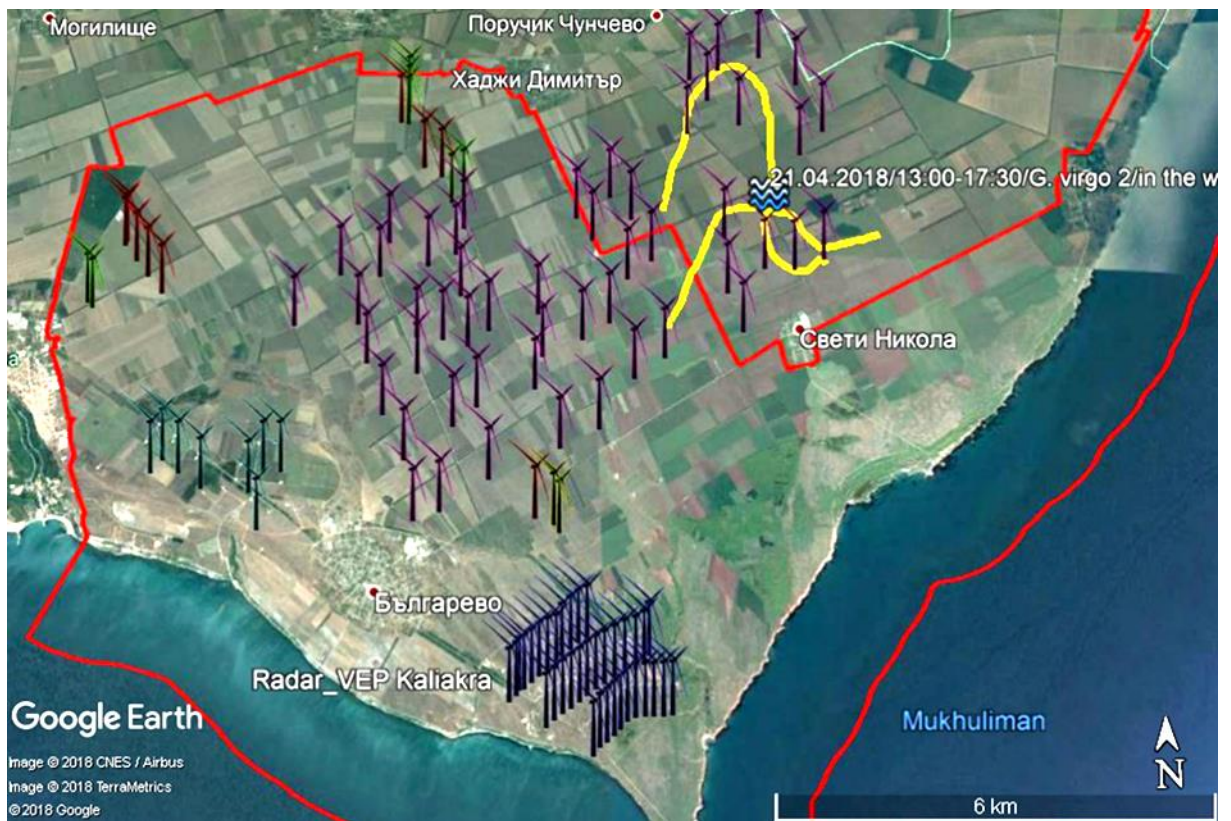 Могилище
Поручик Чунчево
Хаджи Димитър
21.04.2018/13:00-17:30/G. virgo 2/in the w
Свети Никола
a
Българево
Radar_VEP Kaliakra
Google Earth
Mukhuliman
Image © 2018 CNES / Airbus
Image © 2018 TerraMetrics
© 2018 Google
N
6 km